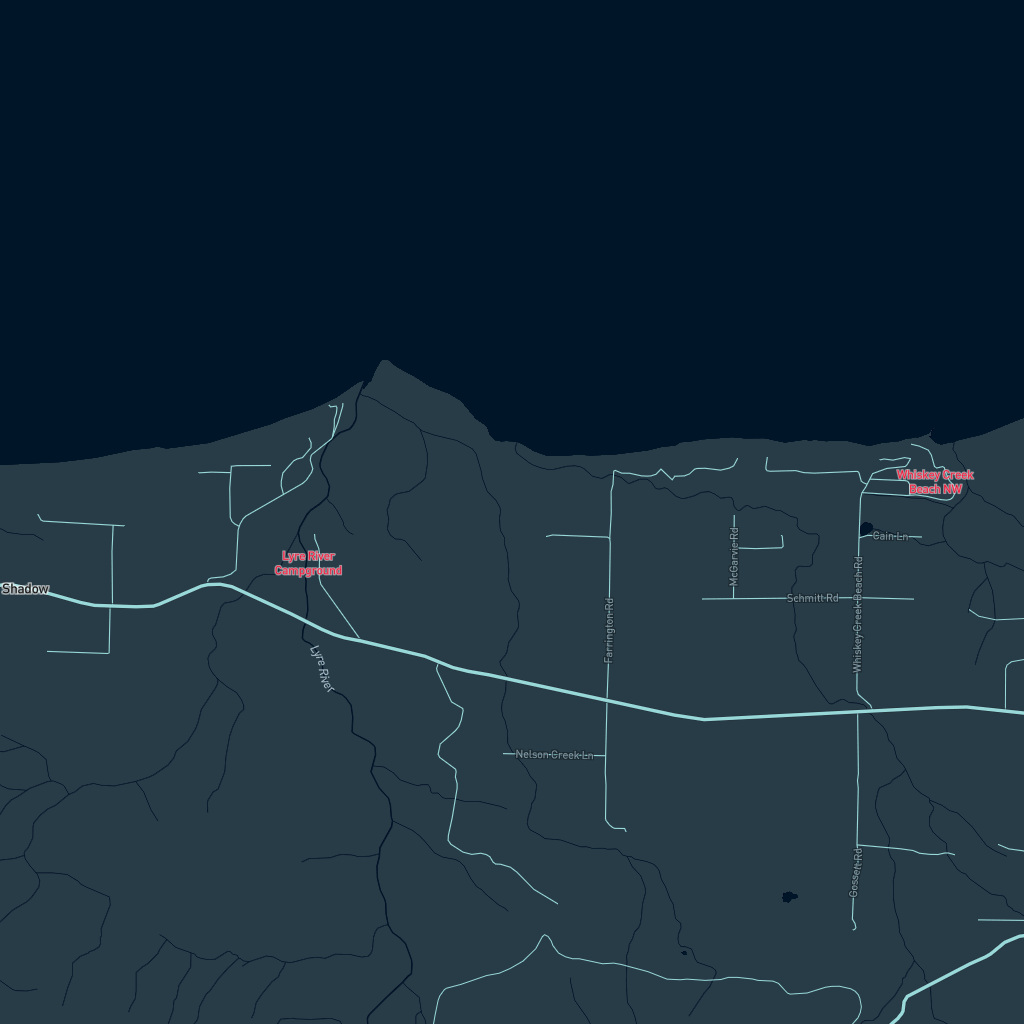 Whiskey Creek
Beach NW
Cain Ln
McGarvie Rd
Lyre River
Campground
Shadow
Schmitt Rd
Whiskey Creek Beach Rd
Farrington Rd
Lyre River
Nelson Creek Ln
Gossett Rd